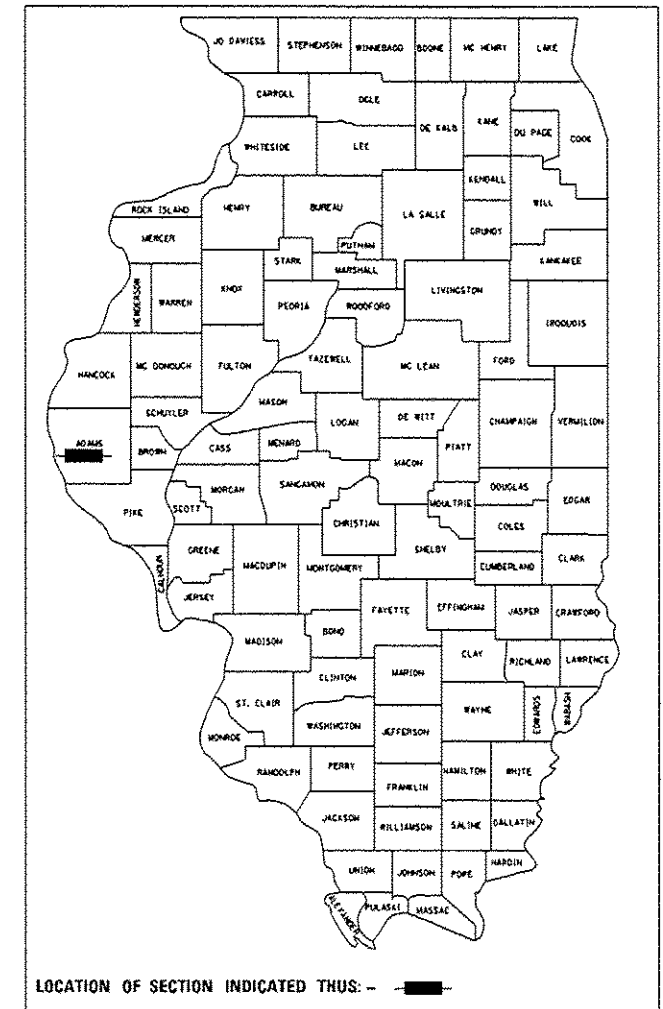 JO DAVIESS STEPHENSON WINNEBAGO BOONE MC HENRY LAKE
CARROLL OGLE DE KALB KANE DU PAGE COOK
WHITESIDE LEE
KENDALL WILL
ROCK ISLAND HENRY BUREAU LA SALLE GRUNDY
MERCER PUTNAM
STARK MARSHALL KANKAKEE
HENDERSON WARREN KNOX PEORIA WOODFORD LIVINGSTON IROQUOIS
HANCOCK MC DONOUGH FULTON TAZEWELL MC LEAN FORD
MASON
SCHUYLER LOGAN DE WITT CHAMPAIGN VERMILION
ADAMS BROWN CASS MENARD PIATT
MACON
MORGAN SANGAMON DOUGLAS EDGAR
PIKE SCOTT CHRISTIAN MOULTRIE COLES
GREENE MACOUPIN MONTGOMERY SHELBY CUMBERLAND CLARK
CALHOUN JERSEY FAYETTE EFFINGHAM JASPER CRAWFORD
MADISON BOND
CLAY RICHLAND LAWRENCE
CLINTON MARION
ST. CLAIR WAYNE EDWARDS WABASH
WASHINGTON JEFFERSON
MONROE
RANDOLPH PERRY HAMILTON WHITE
FRANKLIN
JACKSON WILLIAMSON SALINE GALLATIN
UNION JOHNSON POPE HARDIN
ALEXANDER PULASKI MASSAC
LOCATION OF SECTION INDICATED THUS: -